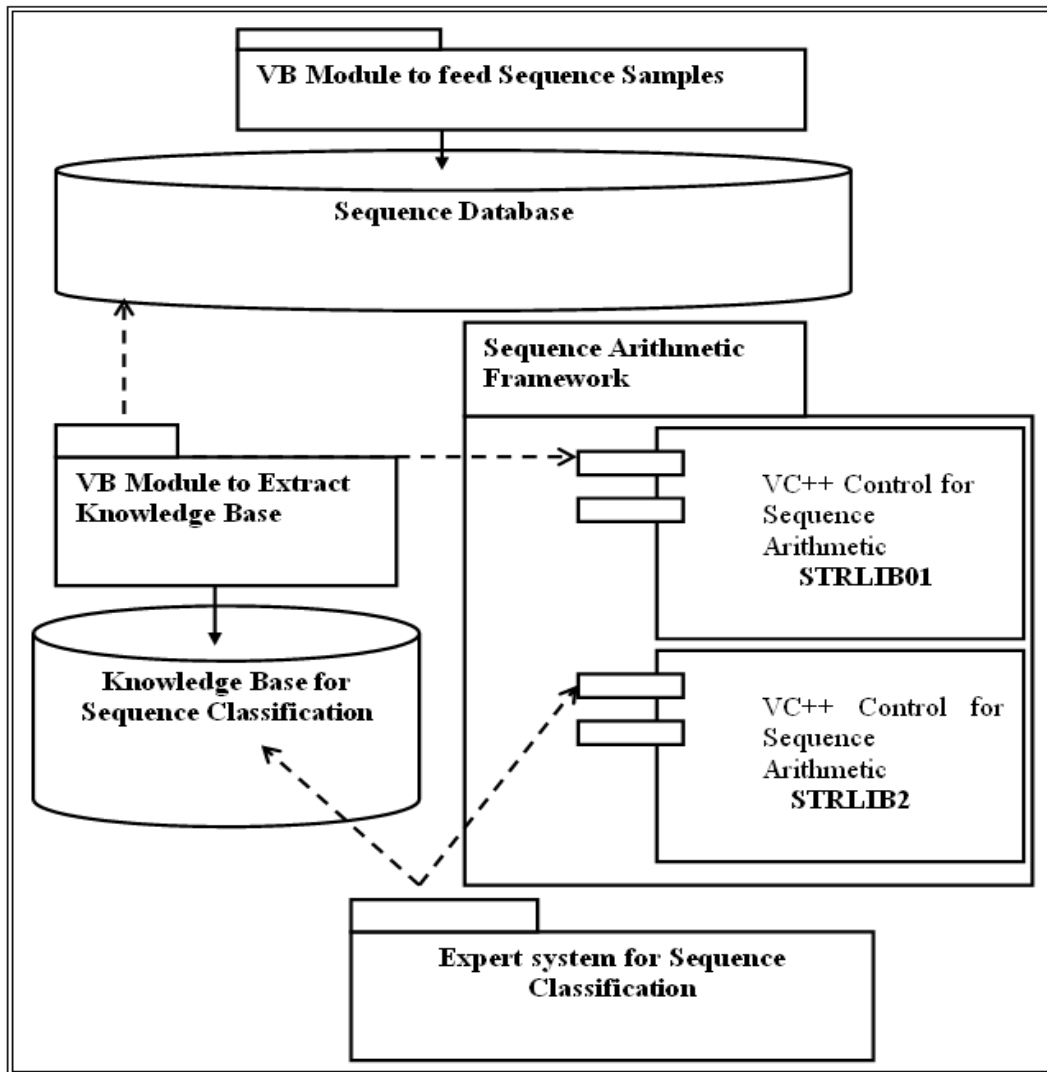 VB Module to feed Sequence Samples
Sequence Database
Sequence Arithmetic
Framework
VB Module to Extract
Knowledge Base
VC++ Control for
Sequence
Arithmetic
STRLIB01
Knowledge Base for
Sequence Classification
VC++ Control for
Sequence
Arithmetic
STRLIB2
Expert system for Sequence
Classification